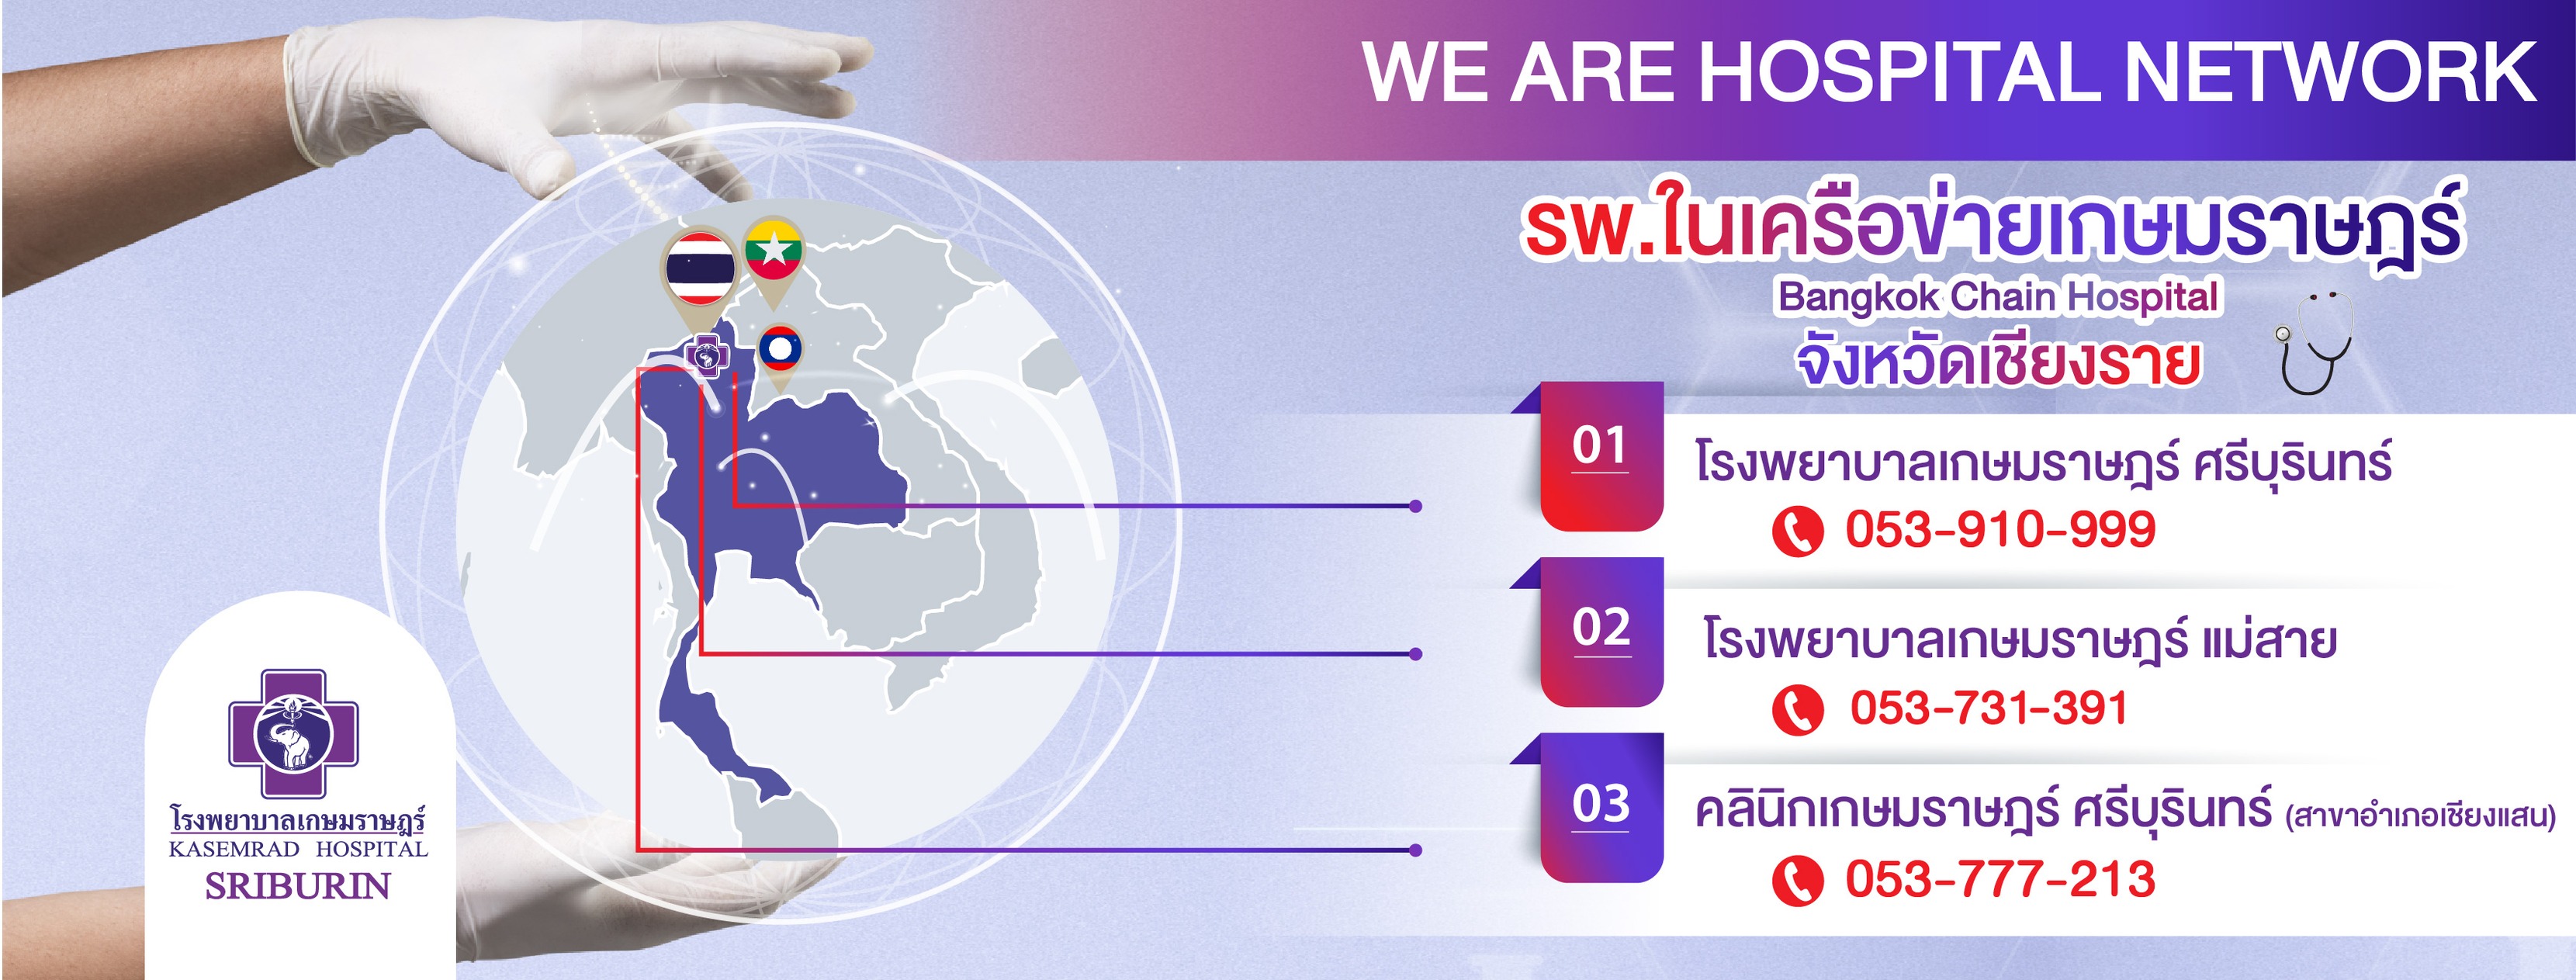 WE ARE HOSPITAL NETWORK
รพ.ในเครือข่ายเกษมราษฎร์
Bangkok Chain Hospital
จังหวัดเชียงราย
01
โรงพยาบาลเกษมราษฎร์ ศรีบุรินทร์
053-910-999
02
โรงพยาบาลเกษมราษฎร์ แม่สาย
053-731-391
03
คลินิกเกษมราษฎร์ ศรีบุรินทร์ (สาขาอำเภอเชียงแสน)
053-777-213
โรงพยาบาลเกษมราษฎร์
KASEMRAD HOSPITAL
SRIBURIN